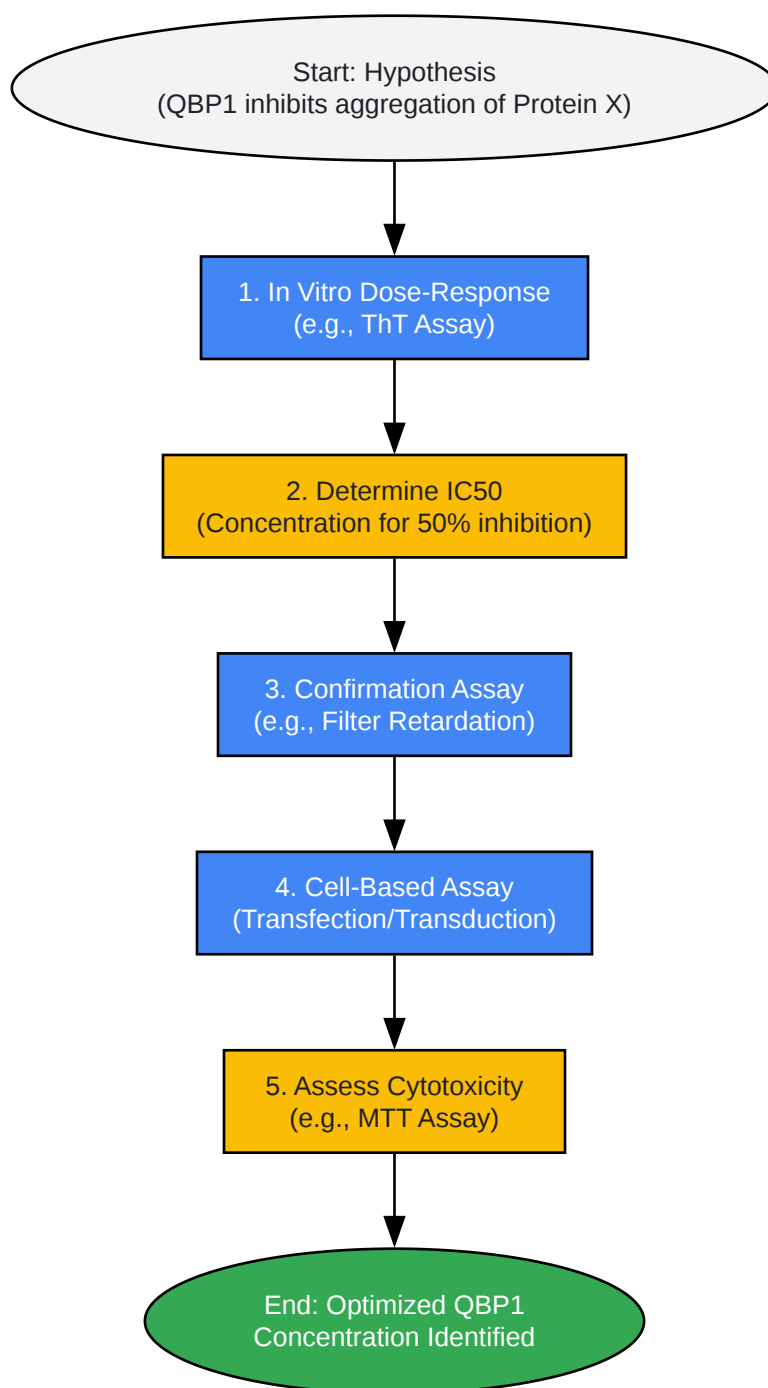 Start: Hypothesis
(QBP1 inhibits aggregation of Protein X)
1. In Vitro Dose-Response
(e.g., ThT Assay)
2. Determine IC50
(Concentration for 50% inhibition)
3. Confirmation Assay
(e.g., Filter Retardation)
4. Cell-Based Assay
(Transfection/Transduction)
5. Assess Cytotoxicity
(e.g., MTT Assay)
End: Optimized QBP1
Concentration Identified